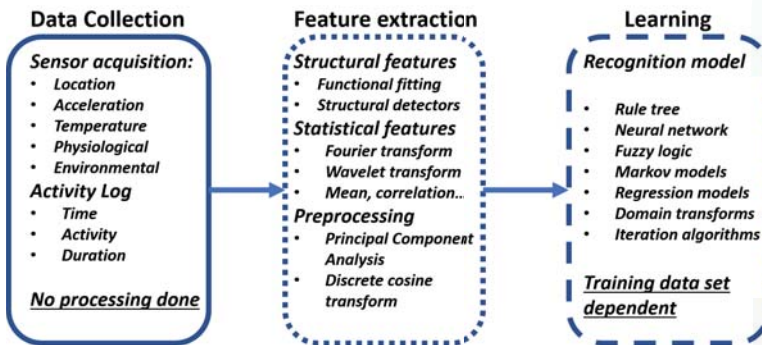 Data Collection
Sensor acquisition:
• Location
• Acceleration
• Temperature
• Physiological
• Environmental
Activity Log
• Time
• Activity
• Duration
No processing done
Feature extraction
Structural features
• Functional fitting
• Structural detectors
Statistical features
• Fourier transform
• Wavelet transform
• Mean, correlation...
Preprocessing
• Principal Component
Analysis
• Discrete cosine
transform
Learning
Recognition model
• Rule tree
• Neural network
• Fuzzy logic
• Markov models
• Regression models
• Domain transforms
• Iteration algorithms
Training data set
dependent